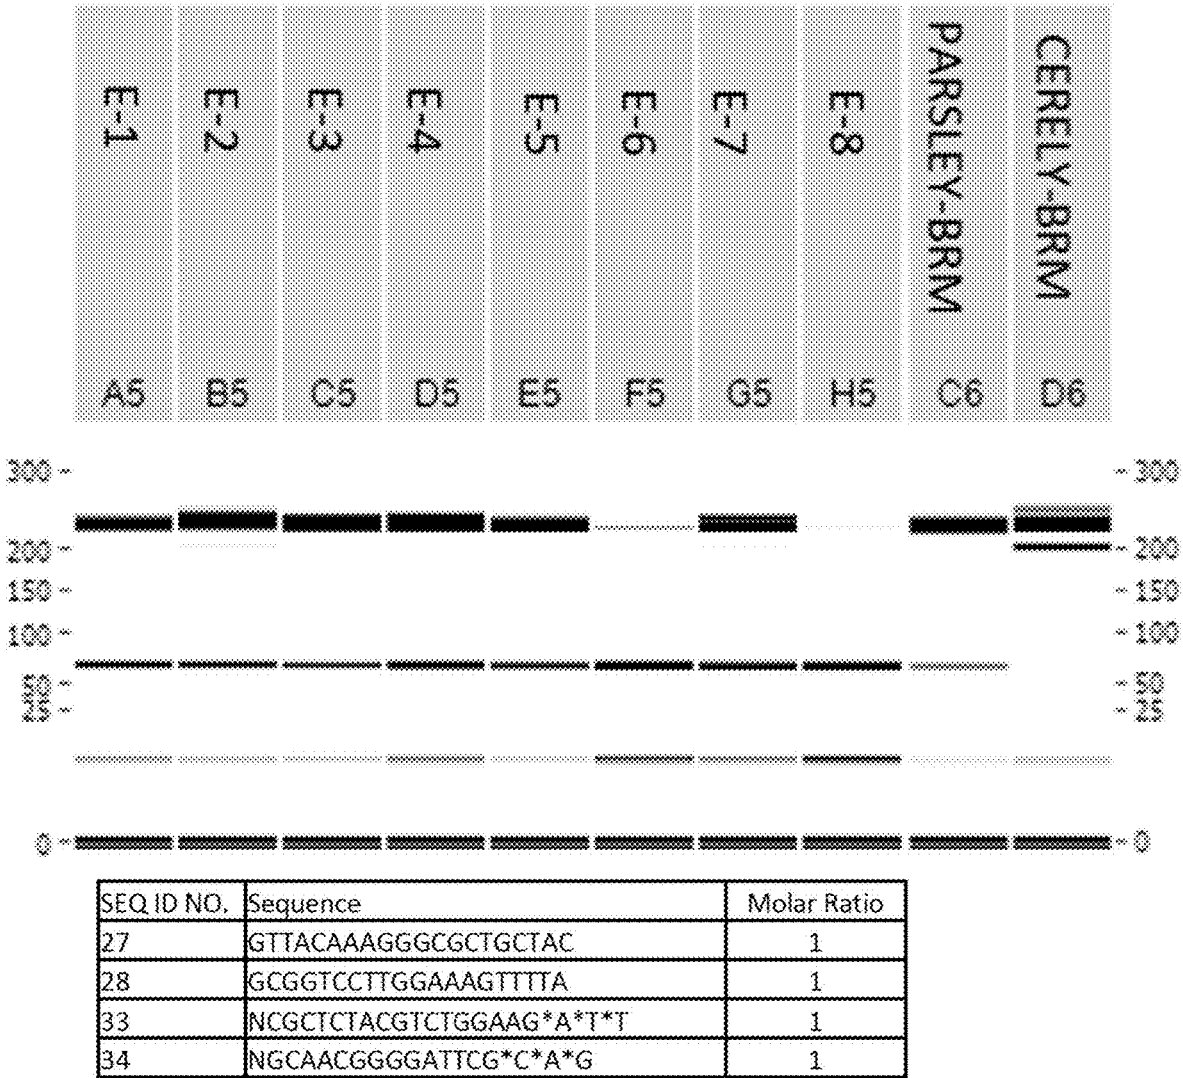 E-1 E-2 E-3 E-4 E-5 E-6 E-7 E-8 PARSLEY-BRM CERELY-BRM
A5 B5 C5 D5 E5 F5 G5 H5 C6 D6
300 300
200 200
150 150
100 100
50 50
25 25
0 0
SEQ ID NO. Sequence Molar Ratio
27 GTTACAAAGGGCGCTGCTAC 1
28 GCGGTCCTTGGAAAGTTTTA 1
33 NCGCTCTACGTCTGGAAG*A*T*T 1
34 NGCAACGGGGATTCG*C*A*G 1